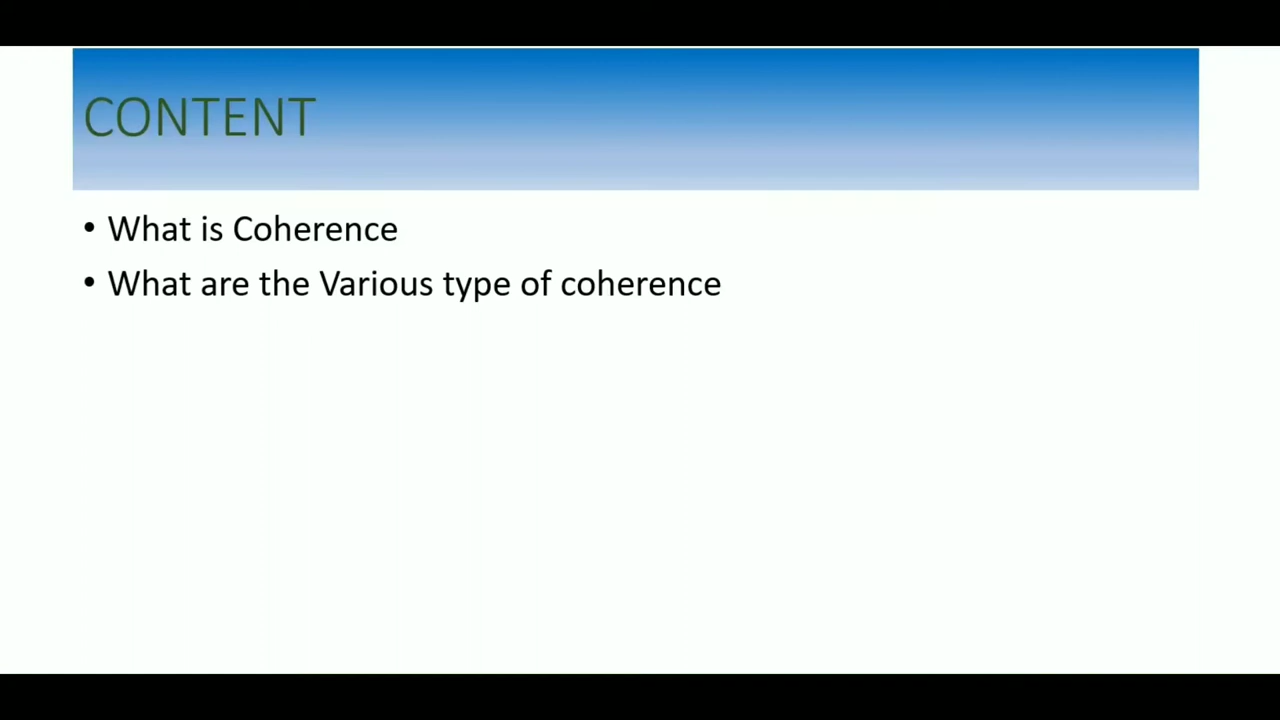 CONTENT
• What is Coherence
• What are the Various type of coherence